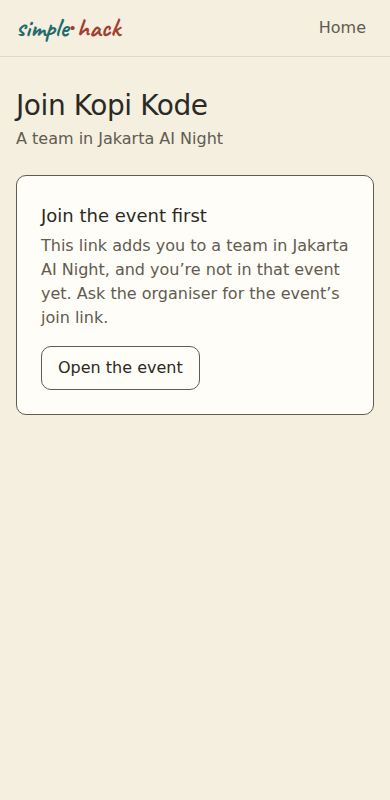 simple·hack
Home
Join Kopi Kode
A team in Jakarta AI Night
Join the event first
This link adds you to a team in Jakarta
AI Night, and you’re not in that event
yet. Ask the organiser for the event’s
join link.
Open the event